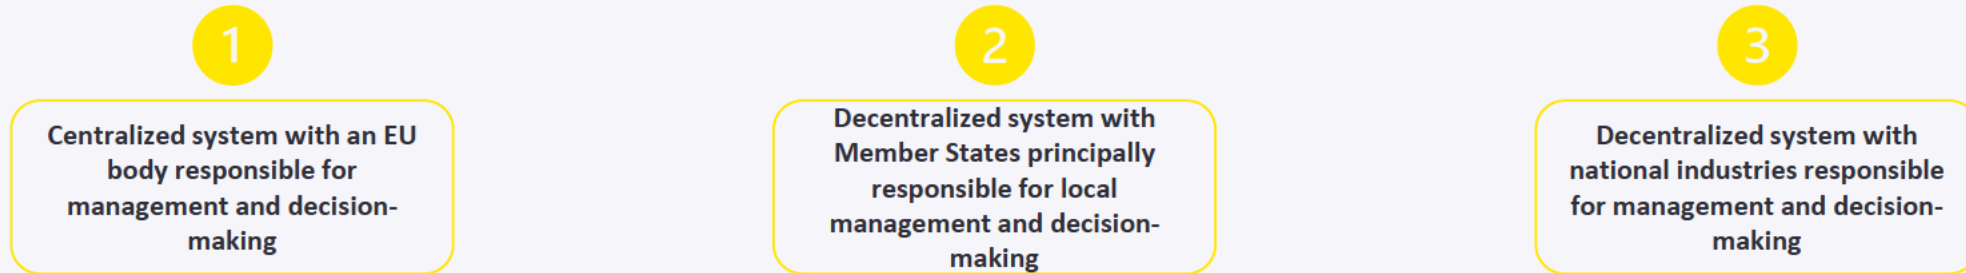 1
Centralized system with an EU
body responsible for
management and decision-
making
2
Decentralized system with
Member States principally
responsible for local
management and decision-
making
3
Decentralized system with
national industries responsible
for management and decision-
making